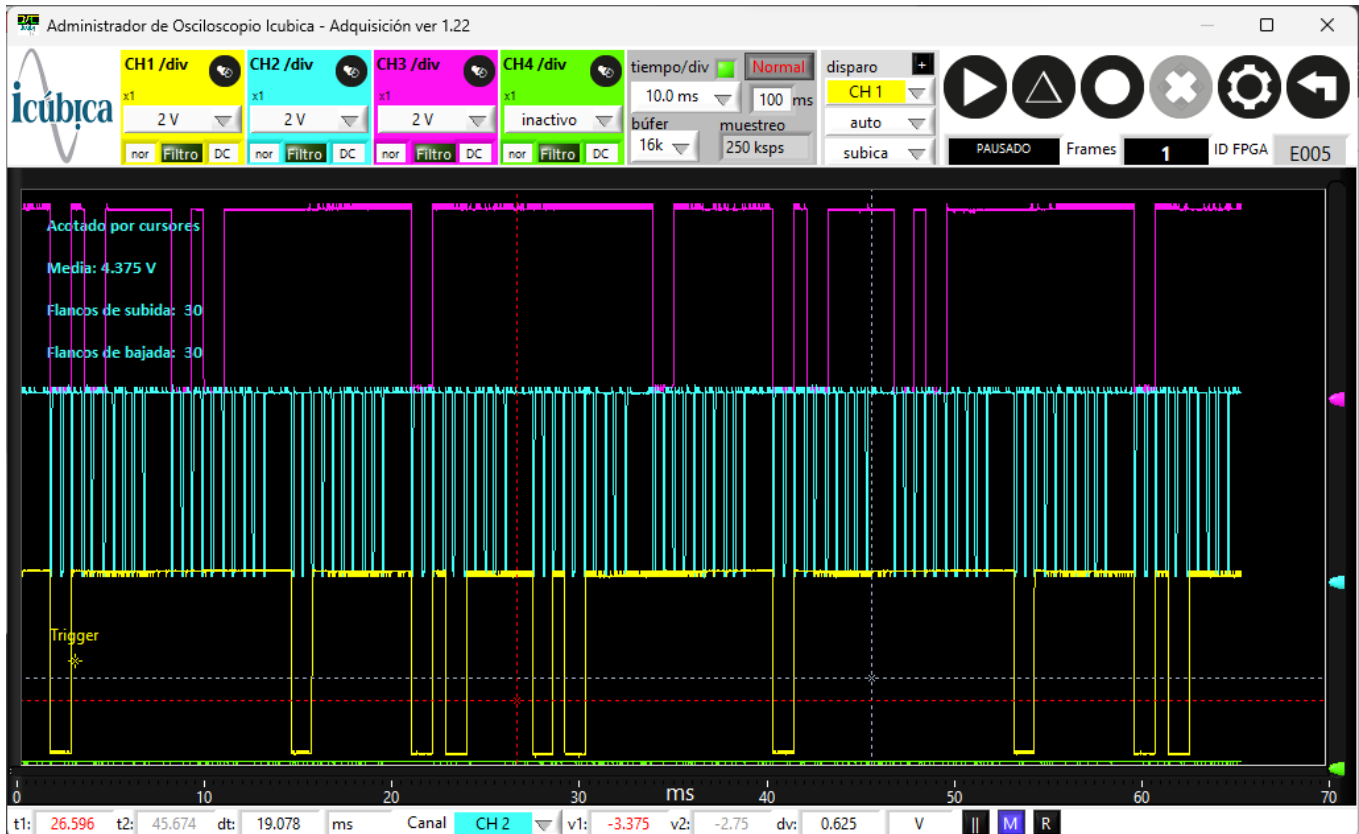 Administrador de Osciloscopio Icubica - Adquisición ver 1.22
ícúbica
CH1 /div
x1
2 V
nor Filtro DC
CH2 /div
x1
2 V
nor Filtro DC
CH3 /div
x1
2 V
nor Filtro DC
CH4 /div
x1
inactivo
nor Filtro DC
tiempo/div Normal
10.0 ms 100 ms
búfer muestreo
16k 250 ksps
disparo +
CH 1
auto
subica
PAUSADO Frames 1 ID FPGA E005
Acotado por cursores
Media: 4.375 V
Flancos de subida: 30
Flancos de bajada: 30
Trigger
0 10 20 30 ms 40 50 60 70
t1: 26.596 t2: 45.674 dt: 19.078 ms Canal CH 2 v1: -3.375 v2: -2.75 dv: 0.625 V || M R